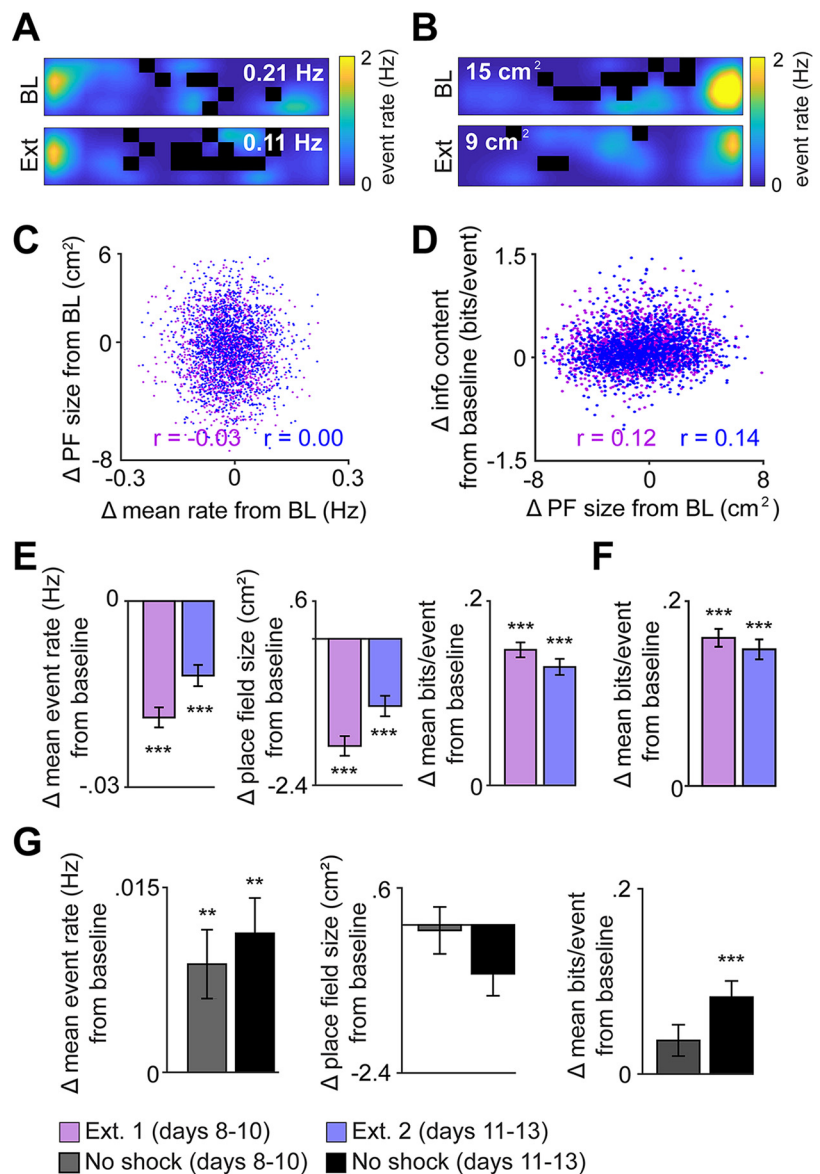 A
BL
0.21 Hz
Ext
0.11 Hz
2
0
event rate (Hz)
B
BL
15 cm²
Ext
9 cm²
2
0
event rate (Hz)
C
Δ PF size from BL (cm²)
6
0
-8
r = -0.03 r = 0.00
-0.3 0 0.3
Δ mean rate from BL (Hz)
D
Δ info content
from baseline (bits/event)
1.5
0
-1.5
r = 0.12 r = 0.14
-8 0 8
Δ PF size from BL (cm²)
E
Δ mean event rate (Hz)
from baseline
0
-.03
***
***
Δ place field size (cm²)
from baseline
.6
-2.4
***
***
Δ mean bits/event
from baseline
.2
0
***
***
F
Δ mean bits/event
from baseline
.2
0
***
***
G
Δ mean event rate (Hz)
from baseline
.015
0
**
**
Δ place field size (cm²)
from baseline
.6
-2.4
Δ mean bits/event
from baseline
.2
0
***
Ext. 1 (days 8-10)
Ext. 2 (days 11-13)
No shock (days 8-10)
No shock (days 11-13)